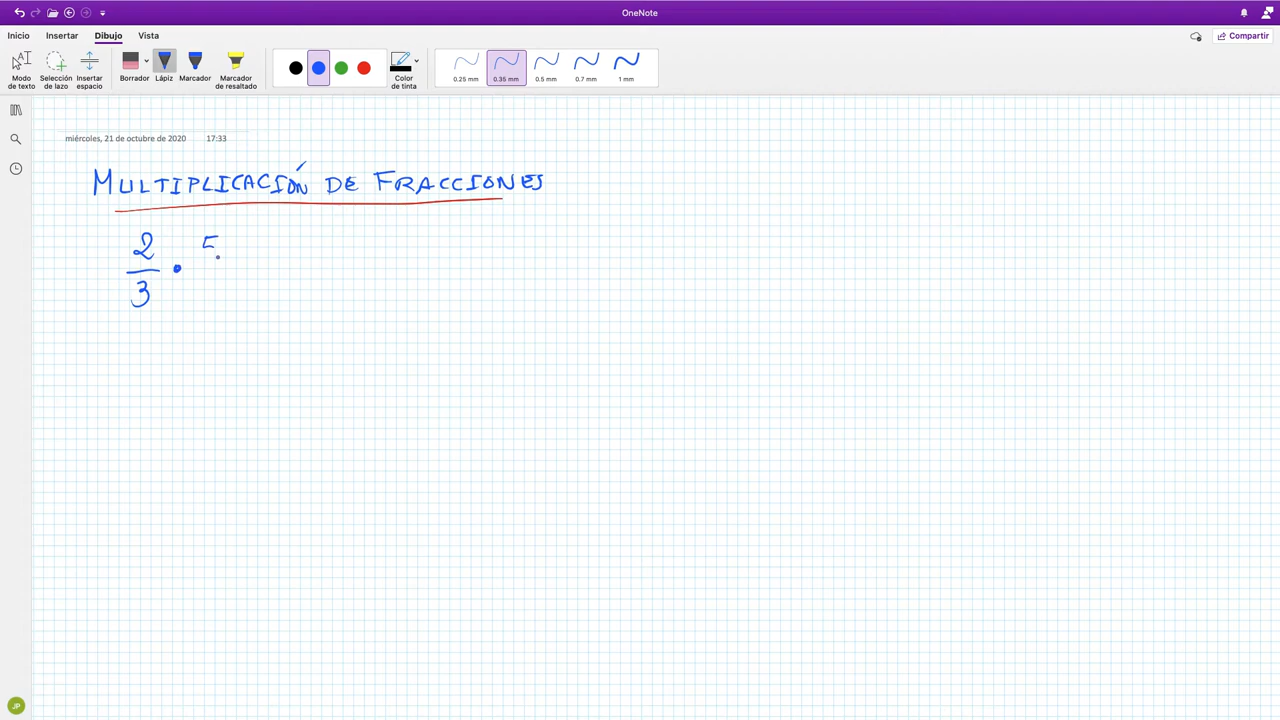 OneNote
Inicio Insertar Dibujo Vista Compartir
Modo de texto Selección de lazo Insertar espacio Borrador Lápiz Marcador Marcador de resaltado Color de tinta 0.25 mm 0.35 mm 0.5 mm 0.7 mm 1 mm
miércoles, 21 de octubre de 2020 17:33
MULTIPLICACIÓN DE FRACCIONES
2 5
3
JP